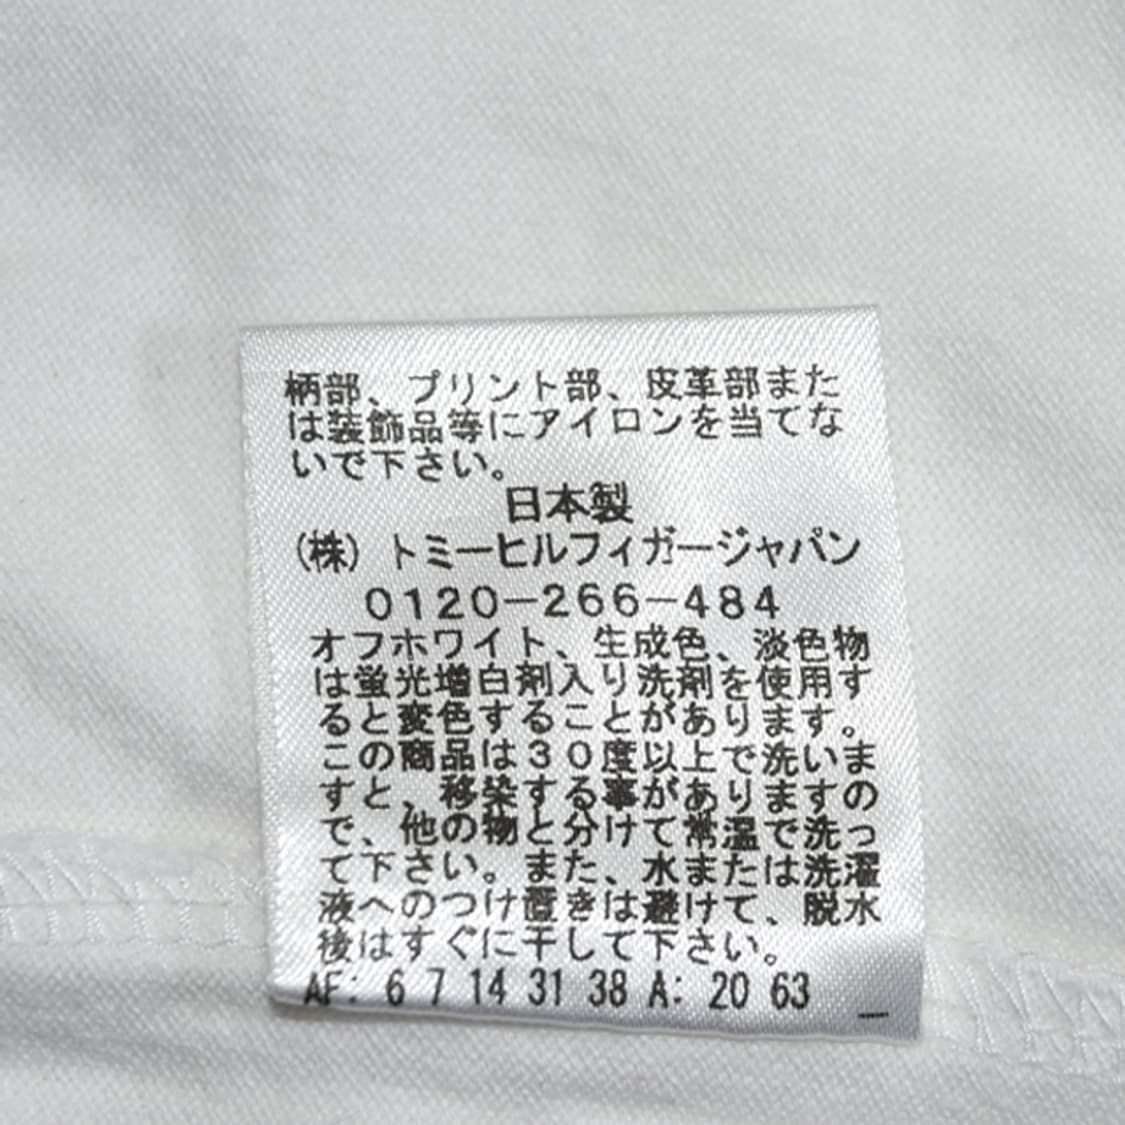 柄部、プリント部、皮革部また
は装飾品等にアイロンを当てな
いで下さい。
日本製
(株) トミーヒルフィガージャパン
0120-266-484
オフホワイト、生成色、淡色物
は蛍光増白剤入り洗剤を使用す
ると変色することがあります。
この商品は30度以上で洗いま
すと、移染する事がありますの
で、他の物と分けて常温で洗っ
て下さい。また、水または洗濯
液へのつけ置きは避けて、脱水
後はすぐに干して下さい。
AF: 6 7 14 31 38 A: 20 63